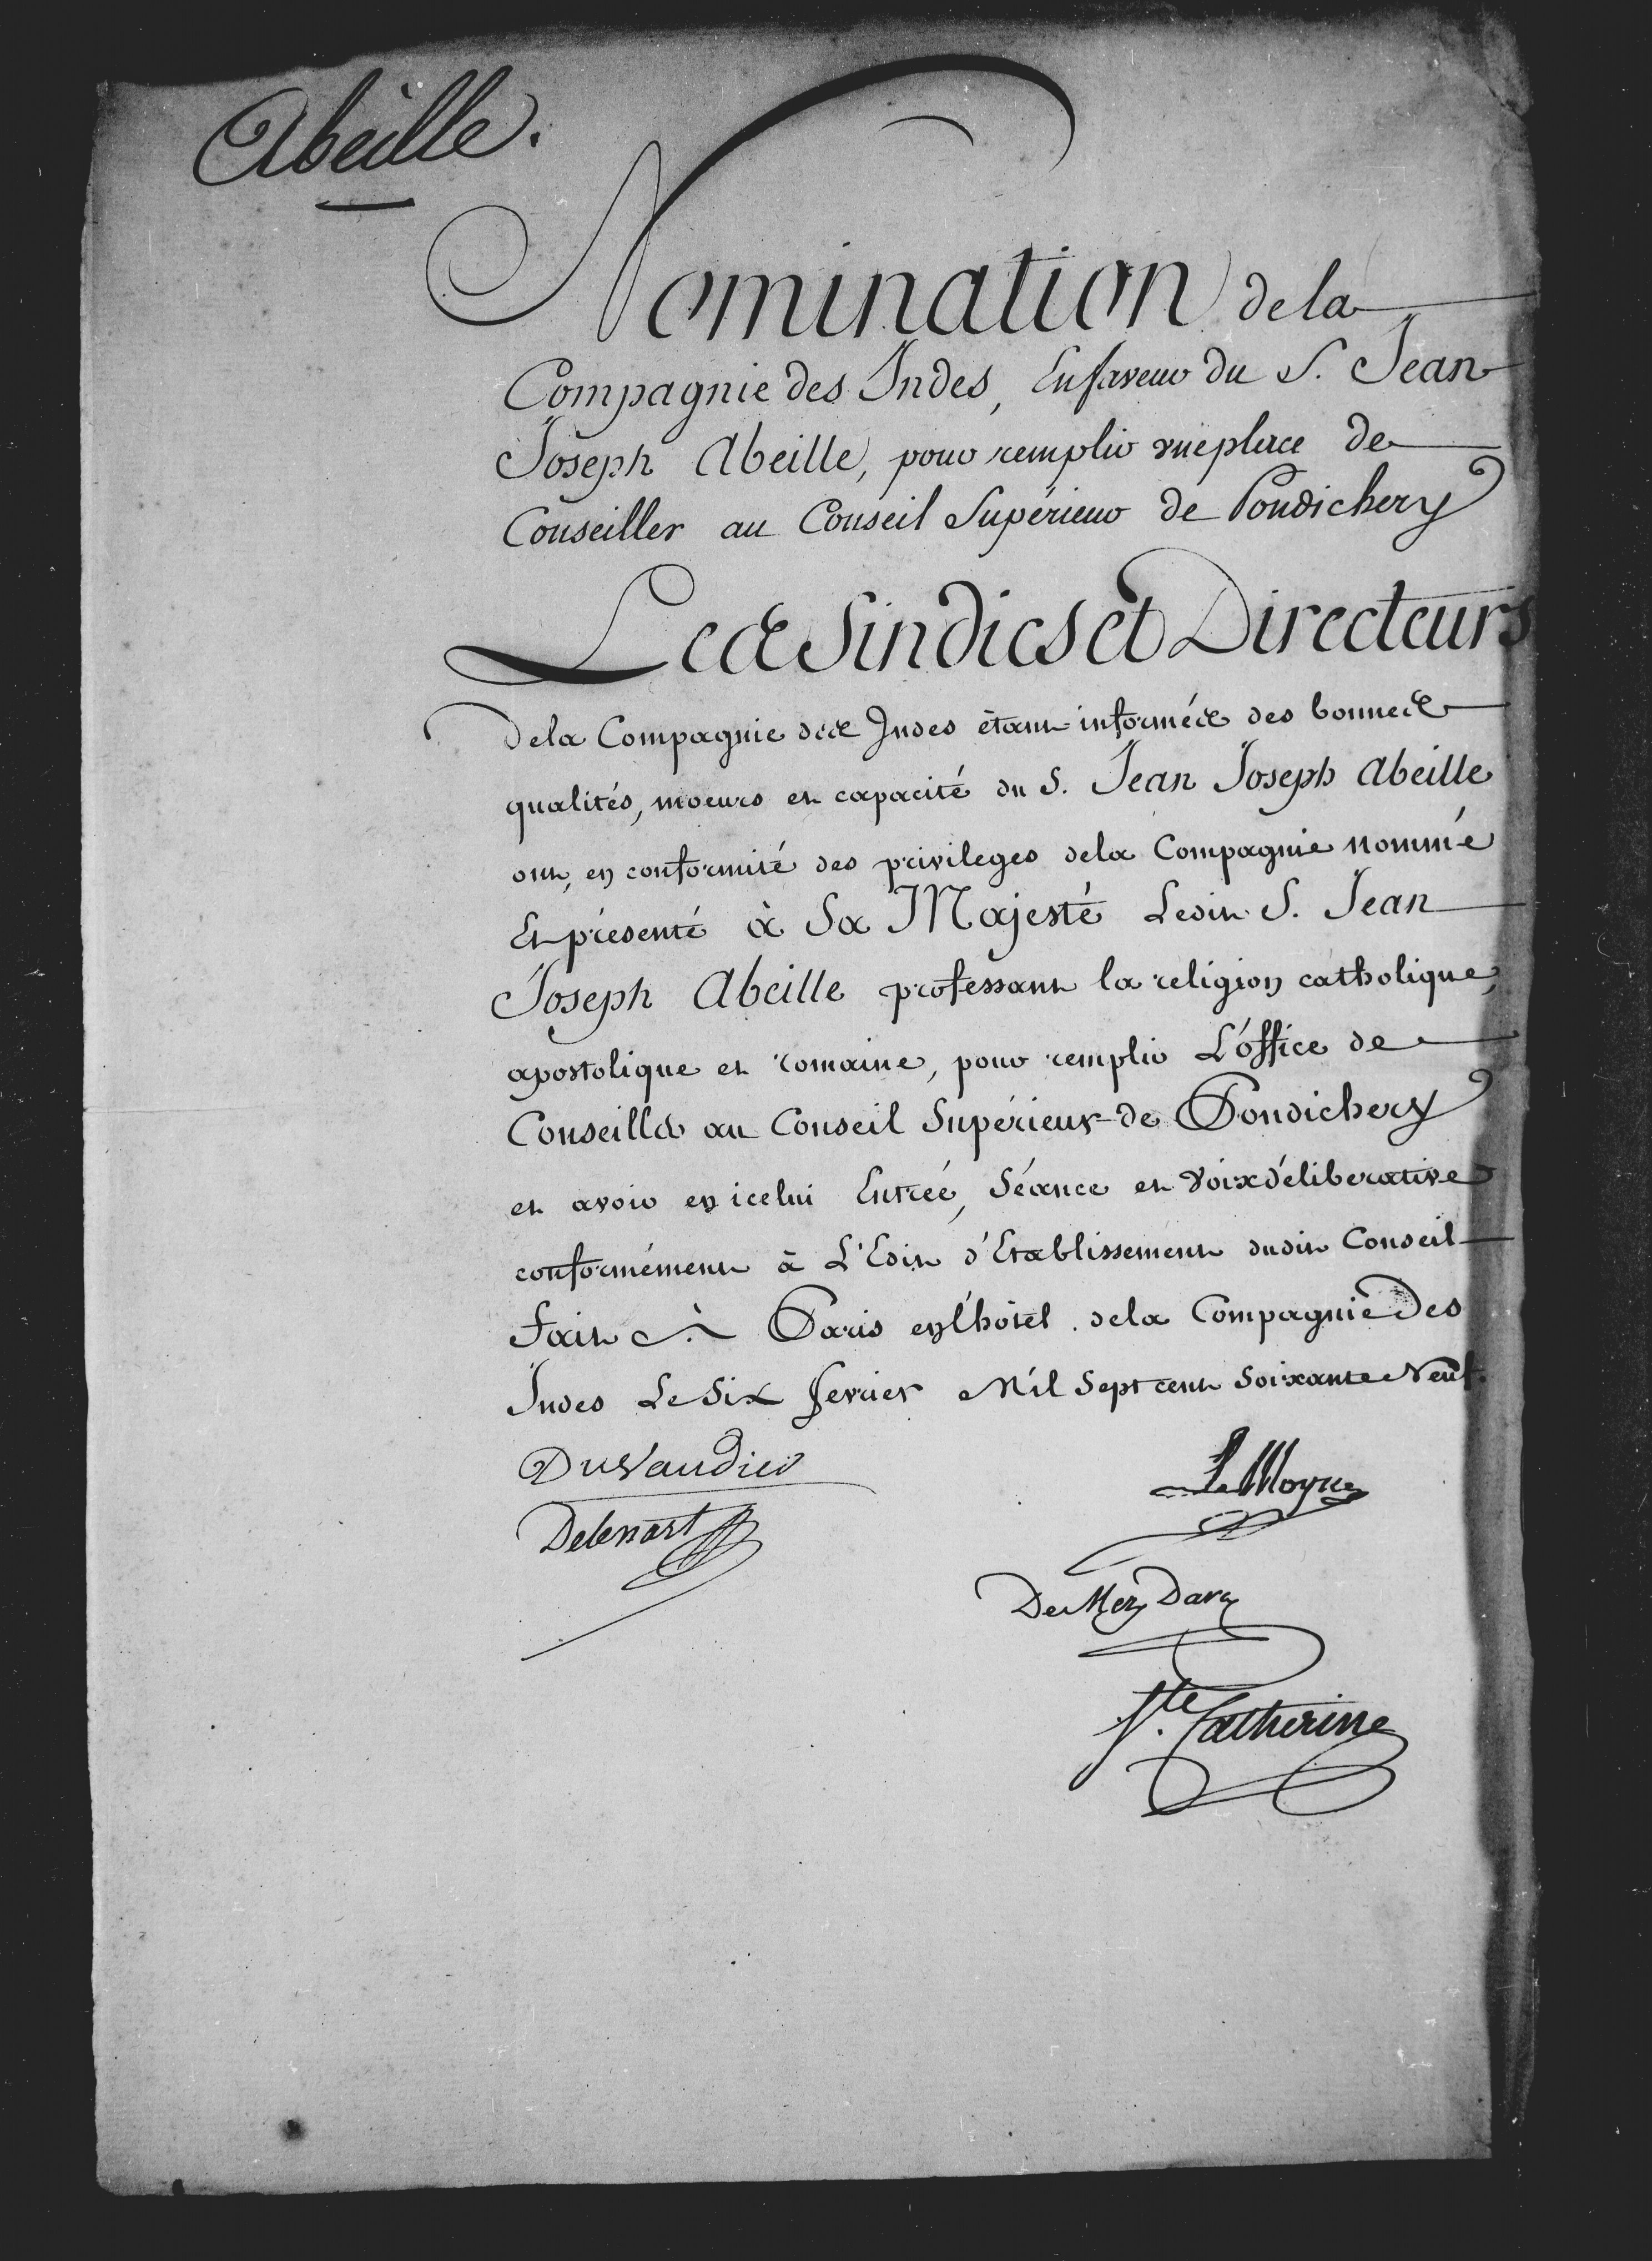 Abeille.
Nomination de la
Compagnie des Indes, En faveur du S. Jean
Joseph Abeille, pour remplir une place de
Conseiller au Conseil Supérieur de Pondichery
Les Sindics et Directeurs
De la Compagnie des Indes étant informés des bonnes
qualités, moeurs et capacité du S. Jean Joseph Abeille
ont, en conformité des privileges de la Compagnie nommé
Et présenté à Sa Majesté Ledit S. Jean
Joseph Abeille professant la religion catholique,
apostolique et romaine, pour remplir L'office de
Conseiller au Conseil Supérieur de Pondichery
et avoir en icelui Entrée, Séance et Voix déliberative
conformément à L'Edit d'Etablissement dudit Conseil
fait à Paris en l'hôtel de la Compagnie Des
Indes Le Six fevrier Mil Sept cent Soixante Neuf.
DuVaudier
Le Moyne
De Mery Darcy
Ste. Catherine